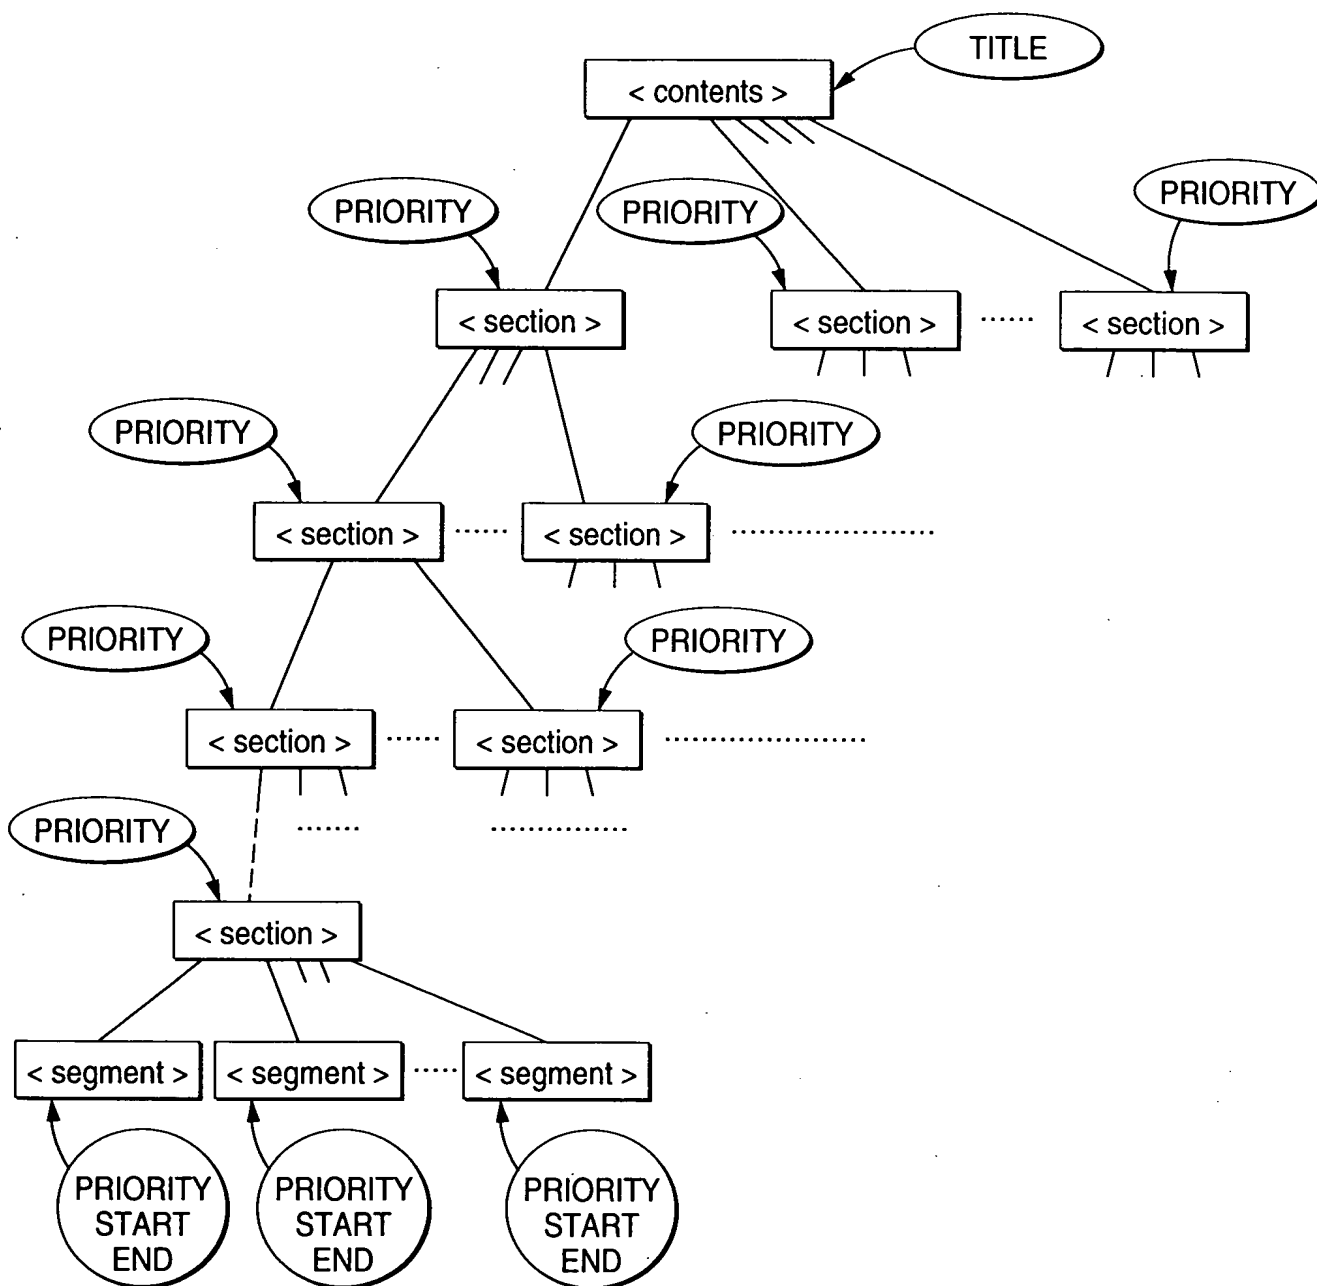 TITLE
< contents >
PRIORITY
PRIORITY
PRIORITY
< section >
< section >
......
< section >
PRIORITY
PRIORITY
< section >
......
< section >
PRIORITY
PRIORITY
< section >
......
< section >
PRIORITY
< section >
< segment >
< segment >
.....
< segment >
PRIORITY
START
END
PRIORITY
START
END
PRIORITY
START
END